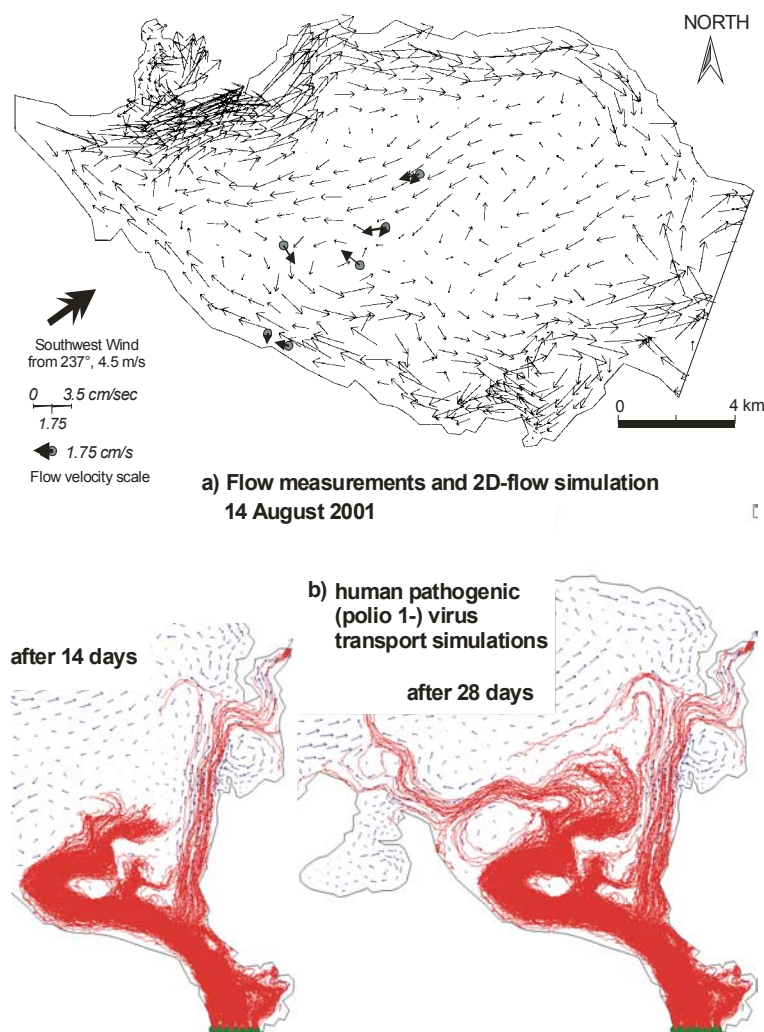 NORTH
Southwest Wind
from 237°, 4.5 m/s
0 3.5 cm/sec
1.75
1.75 cm/s
Flow velocity scale
0 4 km
a) Flow measurements and 2D-flow simulation
14 August 2001
b) human pathogenic
(polio 1-) virus
transport simulations
after 14 days
after 28 days